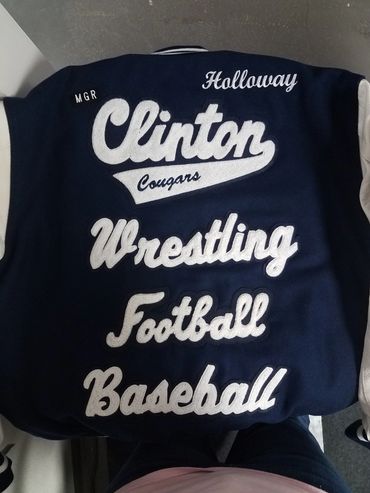 Holloway
MGR
Clinton
Cougars
Wrestling
Football
Baseball